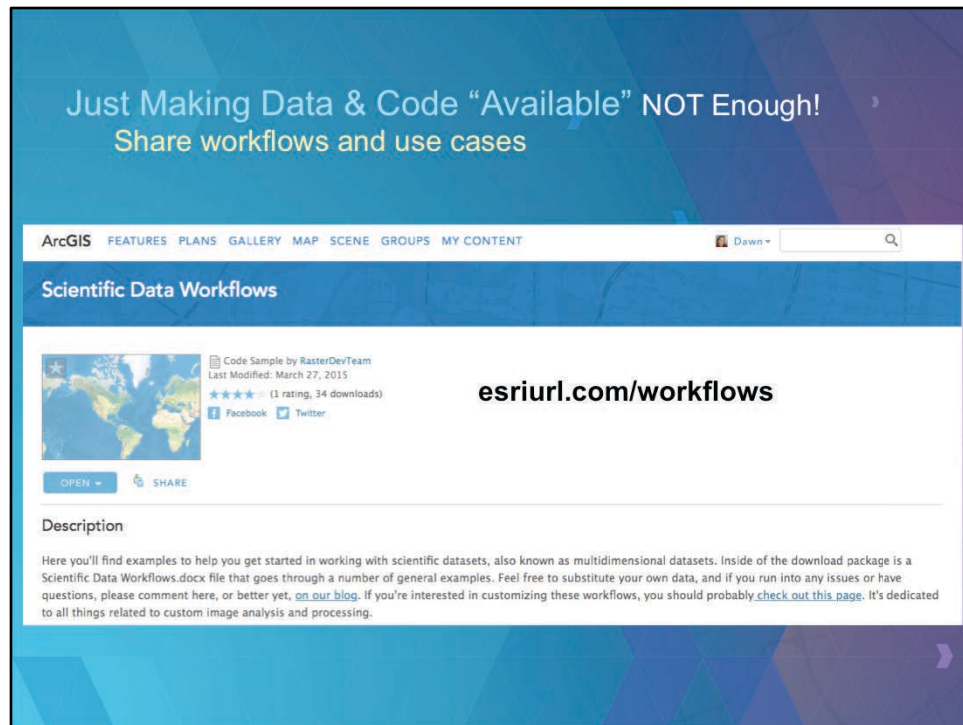 Just Making Data & Code “Available” NOT Enough!
Share workflows and use cases
ArcGIS FEATURES PLANS GALLERY MAP SCENE GROUPS MY CONTENT Dawn
Scientific Data Workflows
Code Sample by RasterDevTeam
Last Modified: March 27, 2015
(1 rating, 34 downloads)
Facebook Twitter
esriurl.com/workflows
OPEN SHARE
Description
Here you'll find examples to help you get started in working with scientific datasets, also known as multidimensional datasets. Inside of the download package is a
Scientific Data Workflows.docx file that goes through a number of general examples. Feel free to substitute your own data, and if you run into any issues or have
questions, please comment here, or better yet, on our blog. If you're interested in customizing these workflows, you should probably check out this page. It's dedicated
to all things related to custom image analysis and processing.